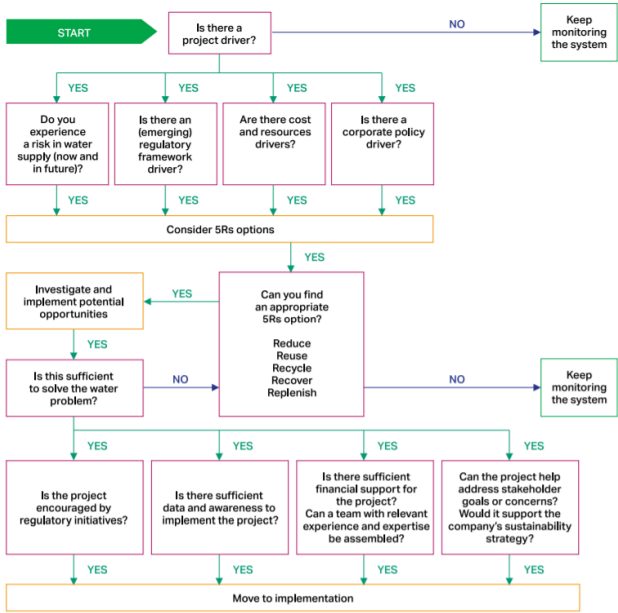 START
Is there a
project driver?
NO
Keep
monitoring
the system
YES
YES
YES
YES
Do you
experience
a risk in water
supply (now and
in future)?
Is there an
(emerging)
regulatory
framework
driver?
Are there cost
and resources
drivers?
Is there a
corporate policy
driver?
YES
YES
YES
YES
Consider 5Rs options
YES
Investigate and
implement potential
opportunities
YES
Can you find
an appropriate
5Rs option?
Reduce
Reuse
Recycle
Recover
Replenish
YES
Is this sufficient
to solve the water
problem?
NO
NO
Keep
monitoring
the system
YES
YES
YES
YES
Is the project
encouraged by
regulatory initiatives?
Is there sufficient
data and awareness to
implement the project?
Is there sufficient
financial support for
the project?
Can a team with relevant
experience and expertise
be assembled?
Can the project help
address stakeholder
goals or concerns?
Would it support the
company's sustainability
strategy?
YES
YES
YES
YES
Move to implementation